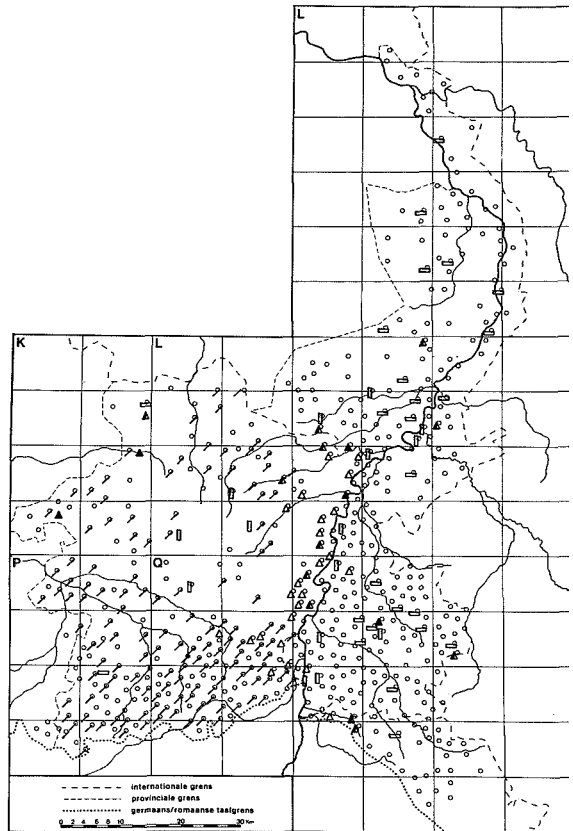 L
K L
P Q
internationale grens
provinciale grens
germaans/romaanse taalgrens
0 2 4 6 8 10 20 30 Km